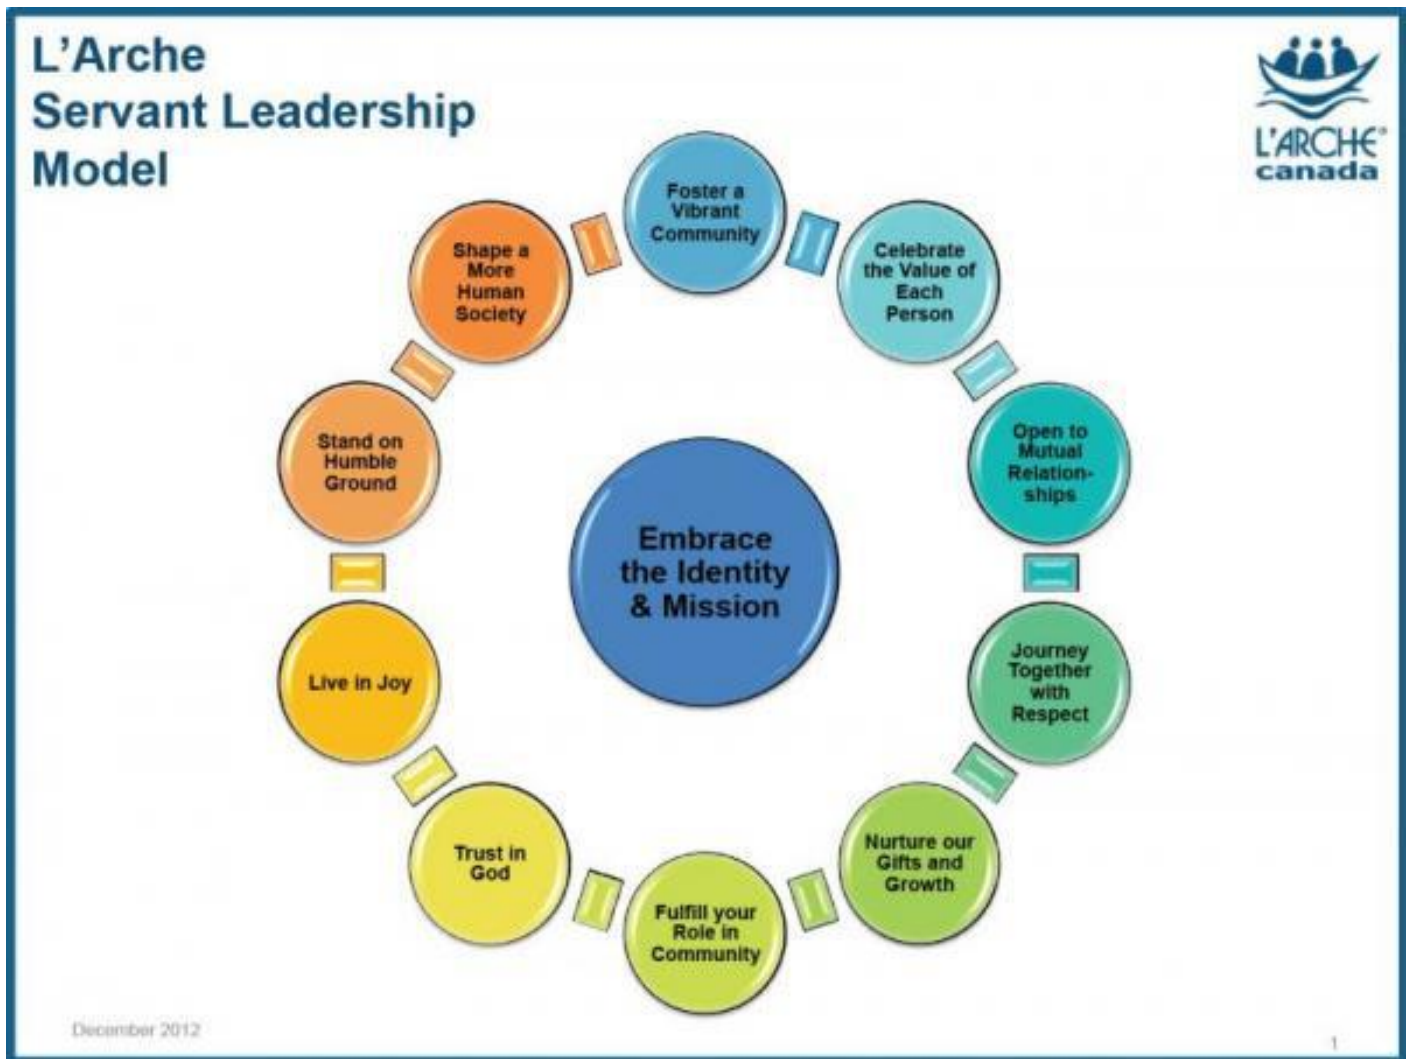 L'Arche
Servant Leadership
Model
L'ARCHE®
canada
Foster a
Vibrant
Community
Celebrate
the Value of
Each
Person
Open to
Mutual
Relation-
ships
Journey
Together
with
Respect
Nurture our
Gifts and
Growth
Fulfill your
Role in
Community
Trust in
God
Live in Joy
Stand on
Humble
Ground
Shape a
More
Human
Society
Embrace
the Identity
& Mission
December 2012
1